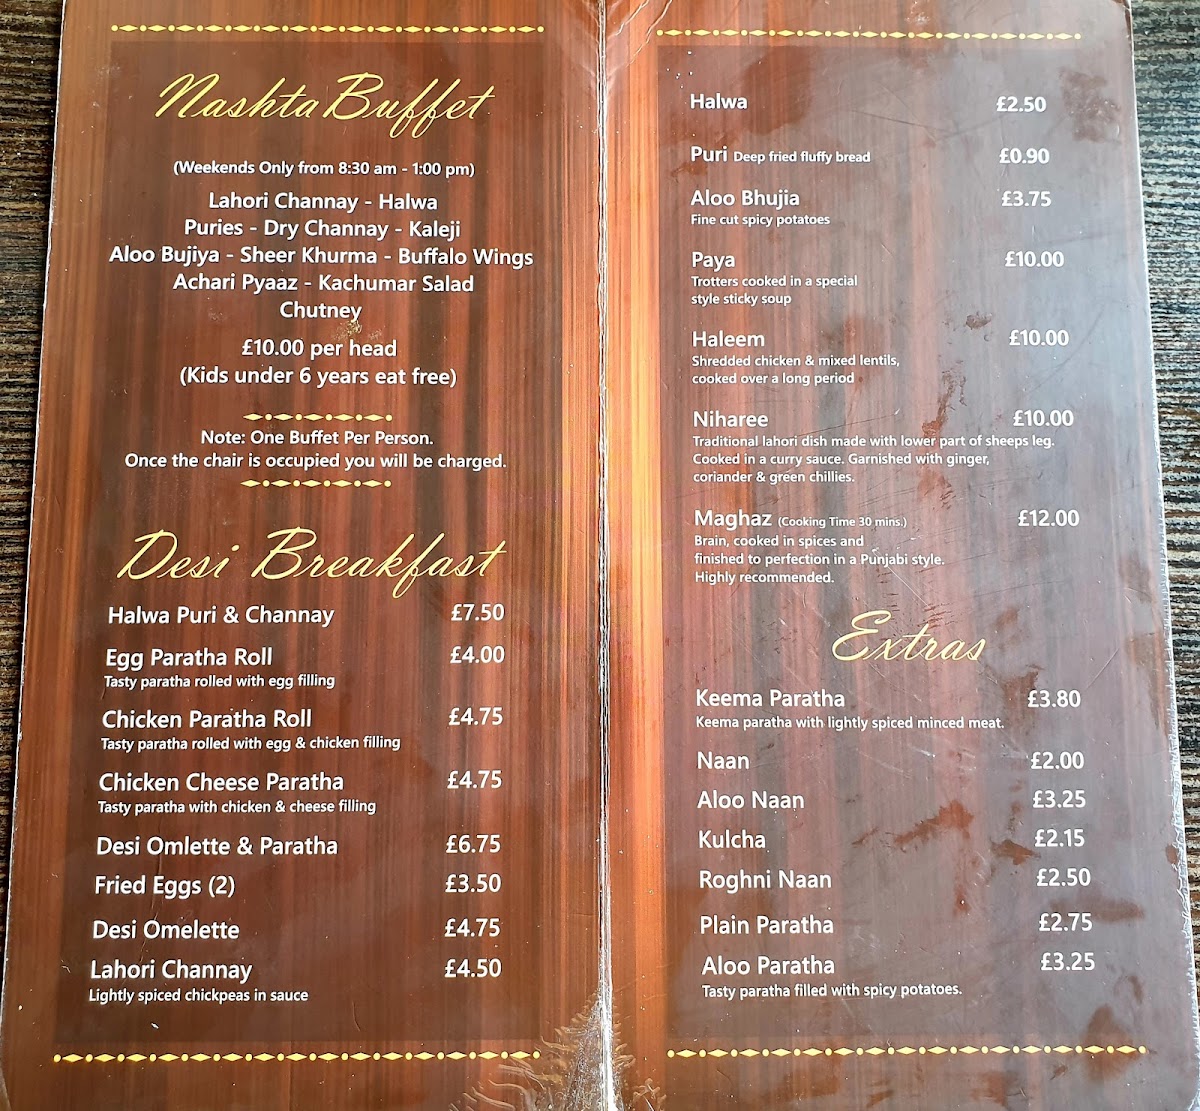 Nashta Buffet
(Weekends Only from 8:30 am - 1:00 pm)
Lahori Channay - Halwa
Puries - Dry Channay - Kaleji
Aloo Bujiya - Sheer Khurma - Buffalo Wings
Achari Pyaaz - Kachumar Salad
Chutney
£10.00 per head
(Kids under 6 years eat free)
Note: One Buffet Per Person.
Once the chair is occupied you will be charged.
Desi Breakfast
Halwa Puri & Channay £7.50
Egg Paratha Roll £4.00
Tasty paratha rolled with egg filling
Chicken Paratha Roll £4.75
Tasty paratha rolled with egg & chicken filling
Chicken Cheese Paratha £4.75
Tasty paratha with chicken & cheese filling
Desi Omlette & Paratha £6.75
Fried Eggs (2) £3.50
Desi Omelette £4.75
Lahori Channay £4.50
Lightly spiced chickpeas in sauce
Halwa £2.50
Puri Deep fried fluffy bread £0.90
Aloo Bhujia £3.75
Fine cut spicy potatoes
Paya £10.00
Trotters cooked in a special
style sticky soup
Haleem £10.00
Shredded chicken & mixed lentils,
cooked over a long period
Niharee £10.00
Traditional lahori dish made with lower part of sheeps leg.
Cooked in a curry sauce. Garnished with ginger,
coriander & green chillies.
Maghaz (Cooking Time 30 mins.) £12.00
Brain, cooked in spices and
finished to perfection in a Punjabi style.
Highly recommended.
Extras
Keema Paratha £3.80
Keema paratha with lightly spiced minced meat.
Naan £2.00
Aloo Naan £3.25
Kulcha £2.15
Roghni Naan £2.50
Plain Paratha £2.75
Aloo Paratha £3.25
Tasty paratha filled with spicy potatoes.